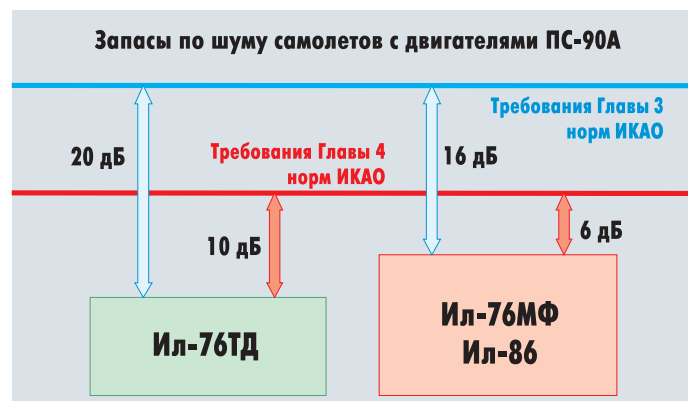 Запасы по шуму самолетов с двигателями ПС-90А
Требования Главы 3
норм ИКАО
20 дБ
Требования Главы 4
норм ИКАО
16 дБ
10 дБ
6 дБ
Ил-76ТД
Ил-76МФ
Ил-86